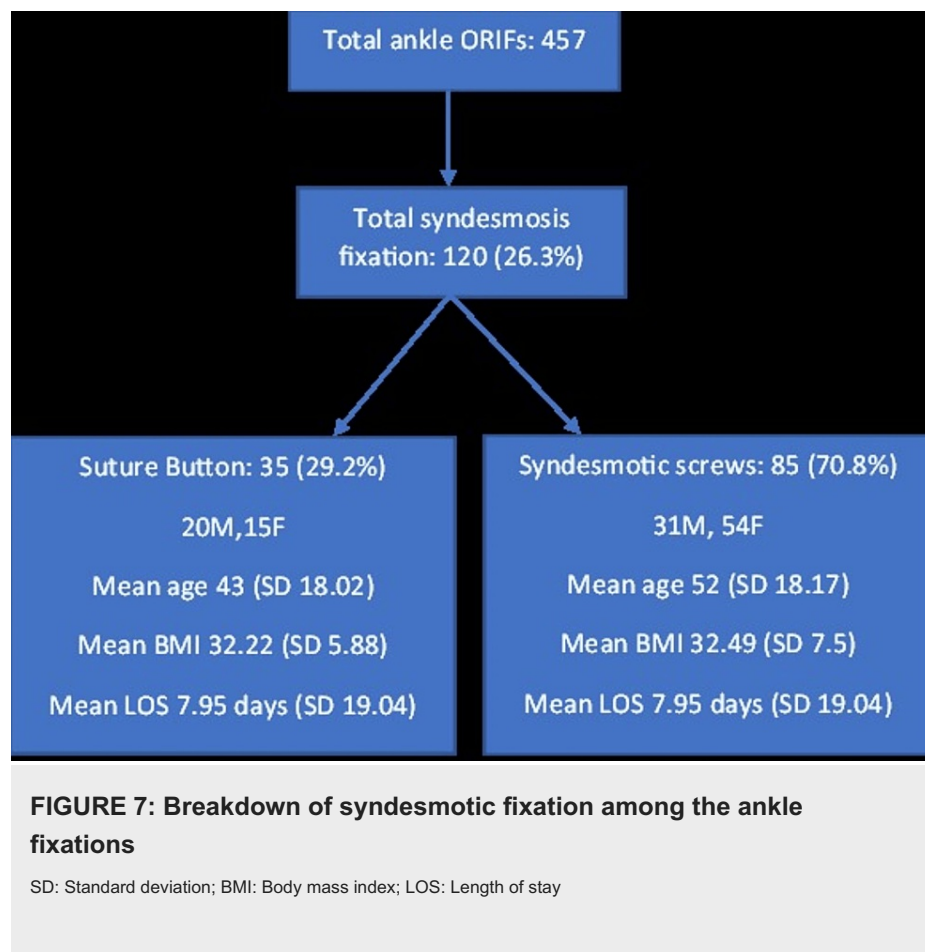 Total ankle ORIFs: 457
Total syndesmosis
fixation: 120 (26.3%)
Suture Button: 35 (29.2%)
20M,15F
Mean age 43 (SD 18.02)
Mean BMI 32.22 (SD 5.88)
Mean LOS 7.95 days (SD 19.04)
Syndesmotic screws: 85 (70.8%)
31M, 54F
Mean age 52 (SD 18.17)
Mean BMI 32.49 (SD 7.5)
Mean LOS 7.95 days (SD 19.04)
FIGURE 7: Breakdown of syndesmotic fixation among the ankle
fixations
SD: Standard deviation; BMI: Body mass index; LOS: Length of stay